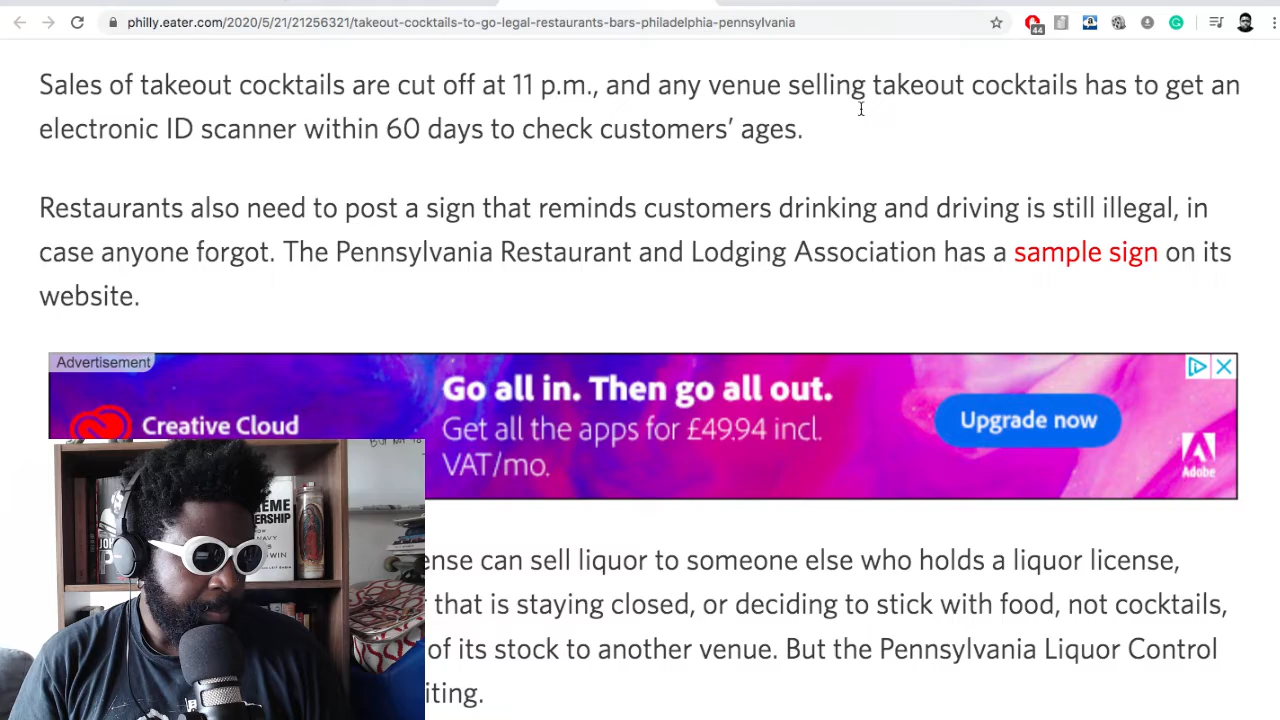 philly.eater.com/2020/5/21/21256321/takeout-cocktails-to-go-legal-restaurants-bars-philadelphia-pennsylvania
44
Sales of takeout cocktails are cut off at 11 p.m., and any venue selling takeout cocktails has to get an
electronic ID scanner within 60 days to check customers’ ages.
Restaurants also need to post a sign that reminds customers drinking and driving is still illegal, in
case anyone forgot. The Pennsylvania Restaurant and Lodging Association has a sample sign on its
website.
Advertisement
Go all in. Then go all out.
Creative Cloud
Get all the apps for £49.94 incl.
VAT/mo.
Upgrade now
Adobe
ense can sell liquor to someone else who holds a liquor license,
that is staying closed, or deciding to stick with food, not cocktails,
of its stock to another venue. But the Pennsylvania Liquor Control
iting.